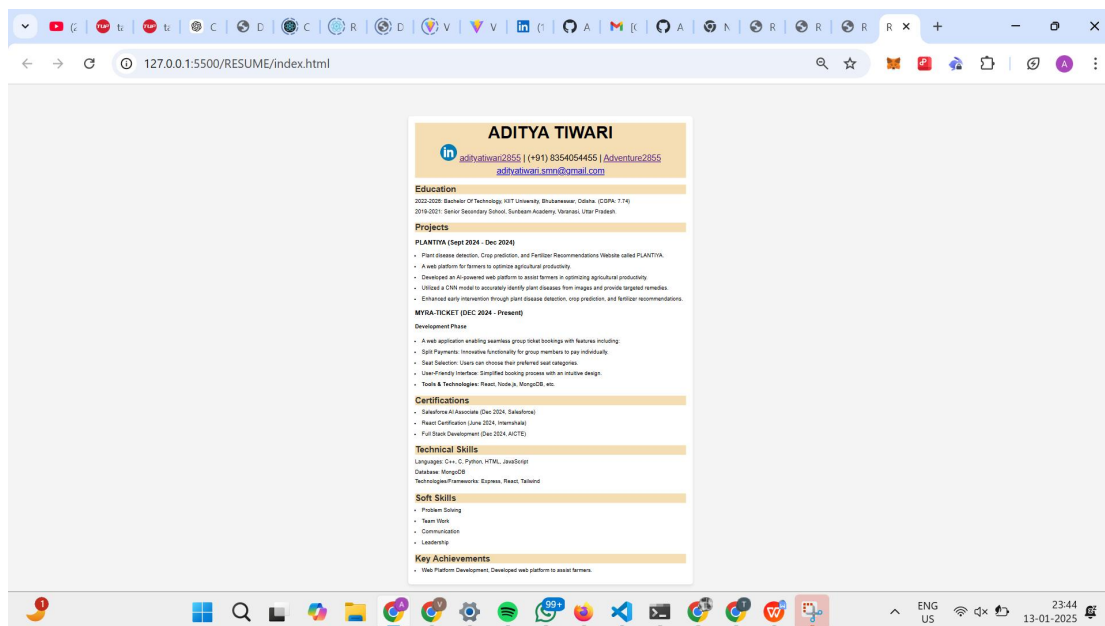 127.0.0.1:5500/RESUME/index.html
ADITYA TIWARI
in adityatiwari2855 | (+91) 8354054455 | Adventure2855
adityatiwari.smn@gmail.com
Education
2022-2026: Bachelor Of Technology, KIIT University, Bhubaneswar, Odisha. (CGPA: 7.74)
2019-2021: Senior Secondary School, Sunbeam Academy, Varanasi, Uttar Pradesh.
Projects
PLANTIYA (Sept 2024 - Dec 2024)
• Plant disease detection, Crop prediction, and Fertilizer Recommendations Website called PLANTIYA.
• A web platform for farmers to optimize agricultural productivity.
• Developed an AI-powered web platform to assist farmers in optimizing agricultural productivity.
• Utilized a CNN model to accurately identify plant diseases from images and provide targeted remedies.
• Enhanced early intervention through plant disease detection, crop prediction, and fertilizer recommendations.
MYRA-TICKET (DEC 2024 - Present)
Development Phase
• A web application enabling seamless group ticket bookings with features including:
• Split Payments: Innovative functionality for group members to pay individually.
• Seat Selection: Users can choose their preferred seat categories.
• User-Friendly Interface: Simplified booking process with an intuitive design.
• Tools & Technologies: React, Node.js, MongoDB, etc.
Certifications
• Salesforce AI Associate (Dec 2024, Salesforce)
• React Certification (June 2024, Internshala)
• Full Stack Development (Dec 2024, AICTE)
Technical Skills
Languages: C++, C, Python, HTML, JavaScript
Database: MongoDB
Technologies/Frameworks: Express, React, Tailwind
Soft Skills
• Problem Solving
• Team Work
• Communication
• Leadership
Key Achievements
• Web Platform Development, Developed web platform to assist farmers.
1
99+
ENG
US
23:44
13-01-2025